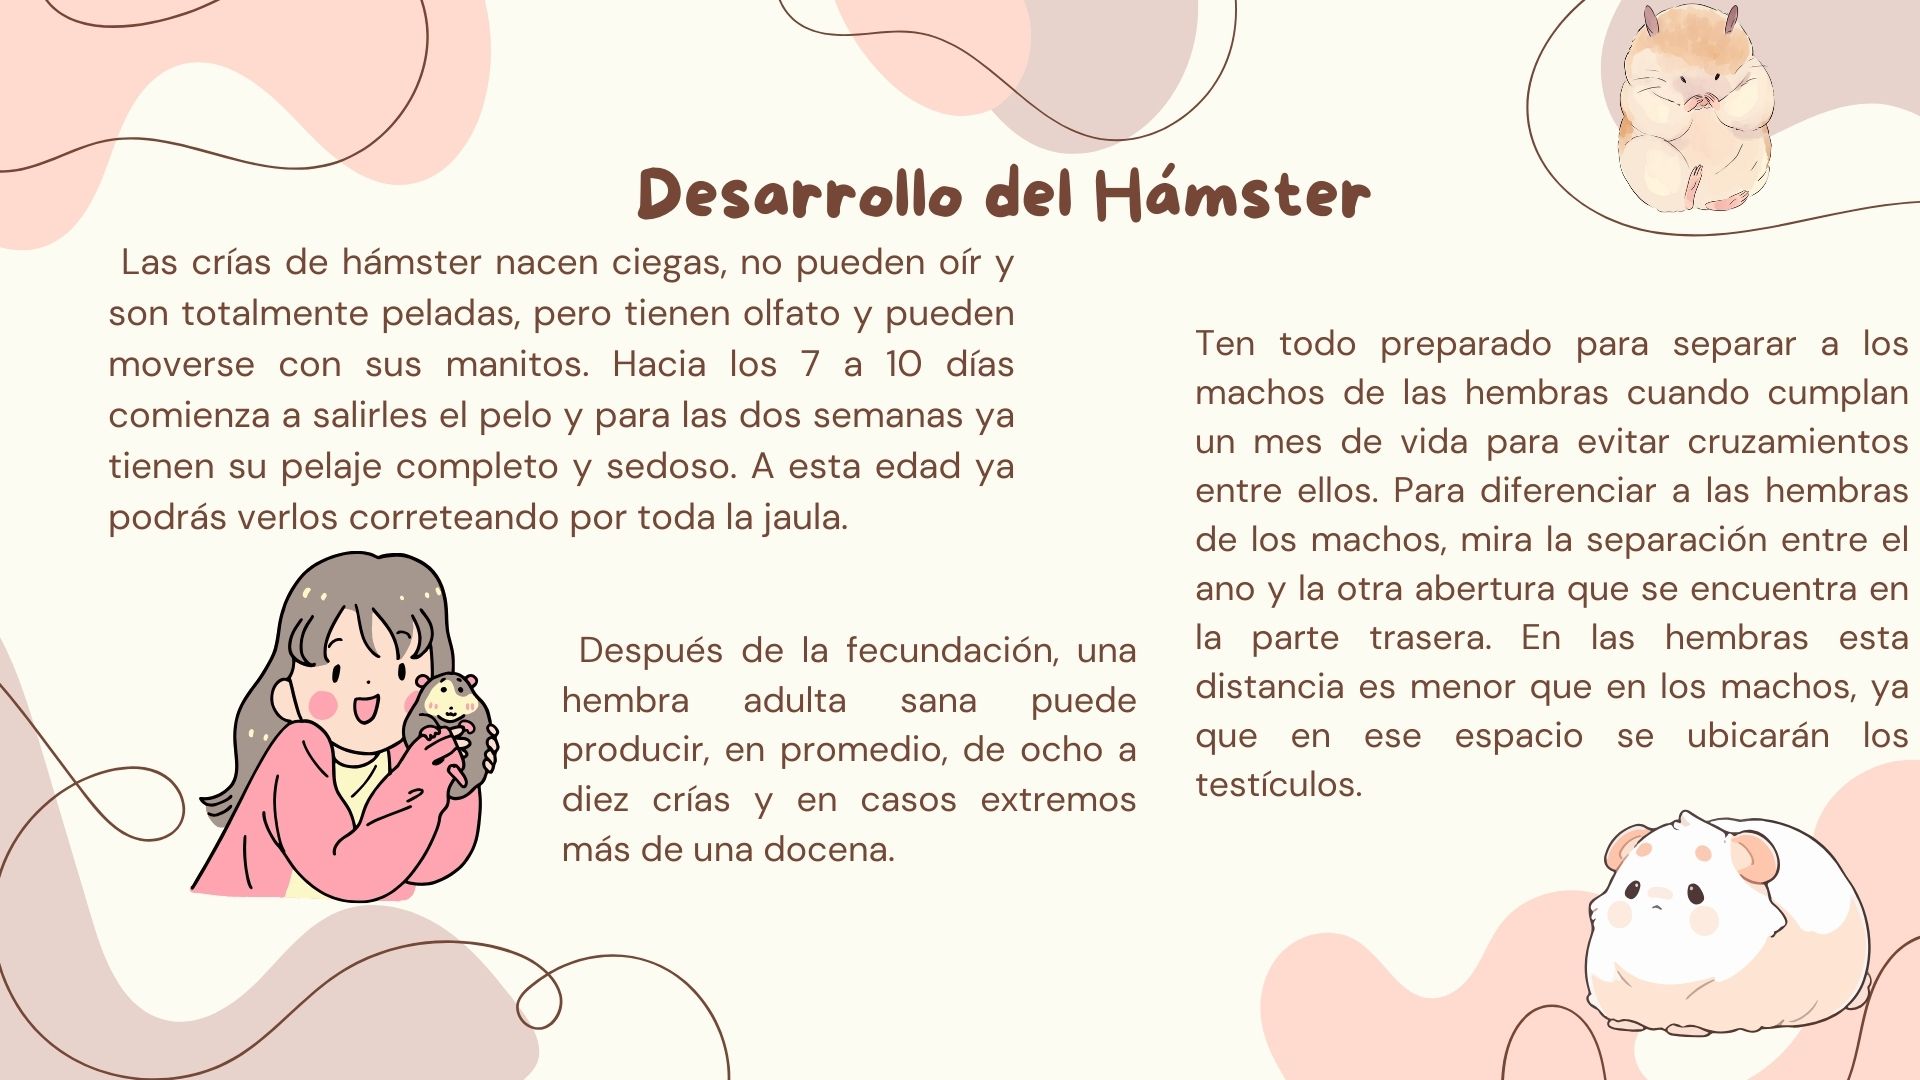 Desarrollo del Hámster
Las crías de hámster nacen ciegas, no pueden oír y
son totalmente peladas, pero tienen olfato y pueden
moverse con sus manitos. Hacia los 7 a 10 días
comienza a salirles el pelo y para las dos semanas ya
tienen su pelaje completo y sedoso. A esta edad ya
podrás verlos correteando por toda la jaula.
Después de la fecundación, una
hembra adulta sana puede
producir, en promedio, de ocho a
diez crías y en casos extremos
más de una docena.
Ten todo preparado para separar a los
machos de las hembras cuando cumplan
un mes de vida para evitar cruzamientos
entre ellos. Para diferenciar a las hembras
de los machos, mira la separación entre el
ano y la otra abertura que se encuentra en
la parte trasera. En las hembras esta
distancia es menor que en los machos, ya
que en ese espacio se ubicarán los
testículos.